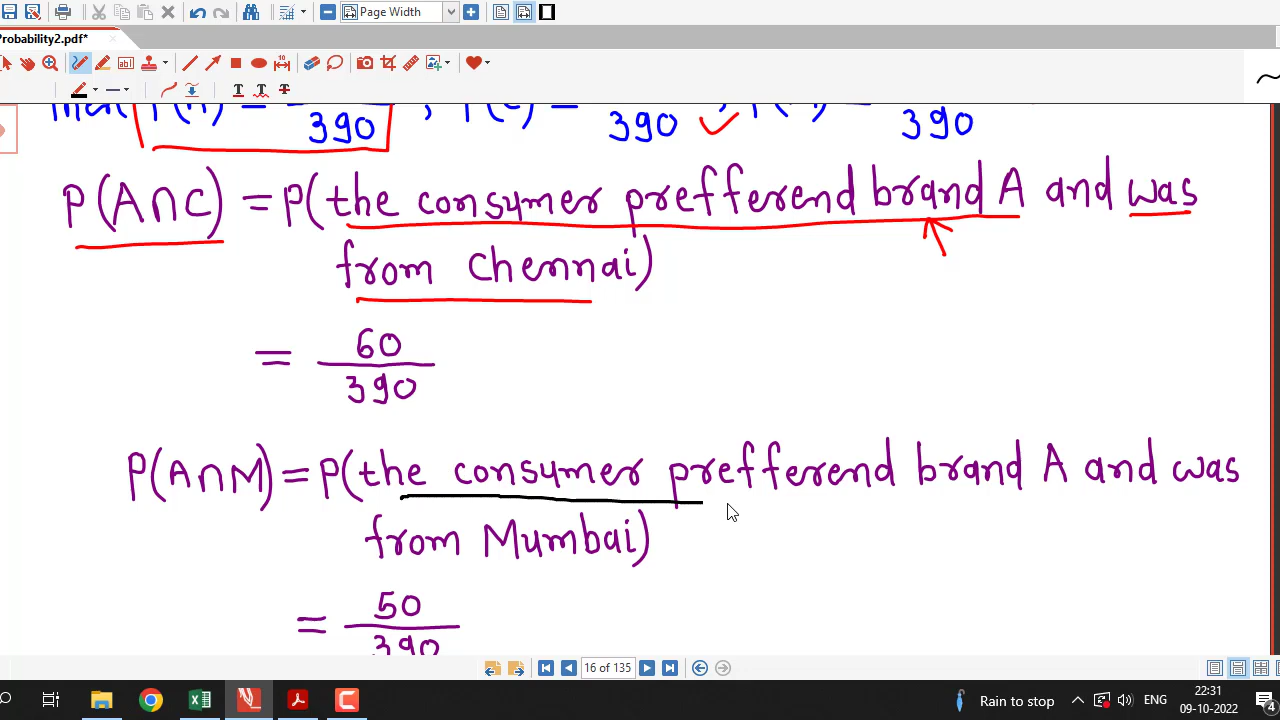 Page Width
Probability2.pdf*
390 , 390 , 390
P(A∩C) = P(the consumer prefferend brand A and was
from Chennai)
= 60/390
P(A∩M) = P(the consumer prefferend brand A and was
from Mumbai)
= 50/390
16 of 135
Rain to stop
ENG
22:31
09-10-2022
4